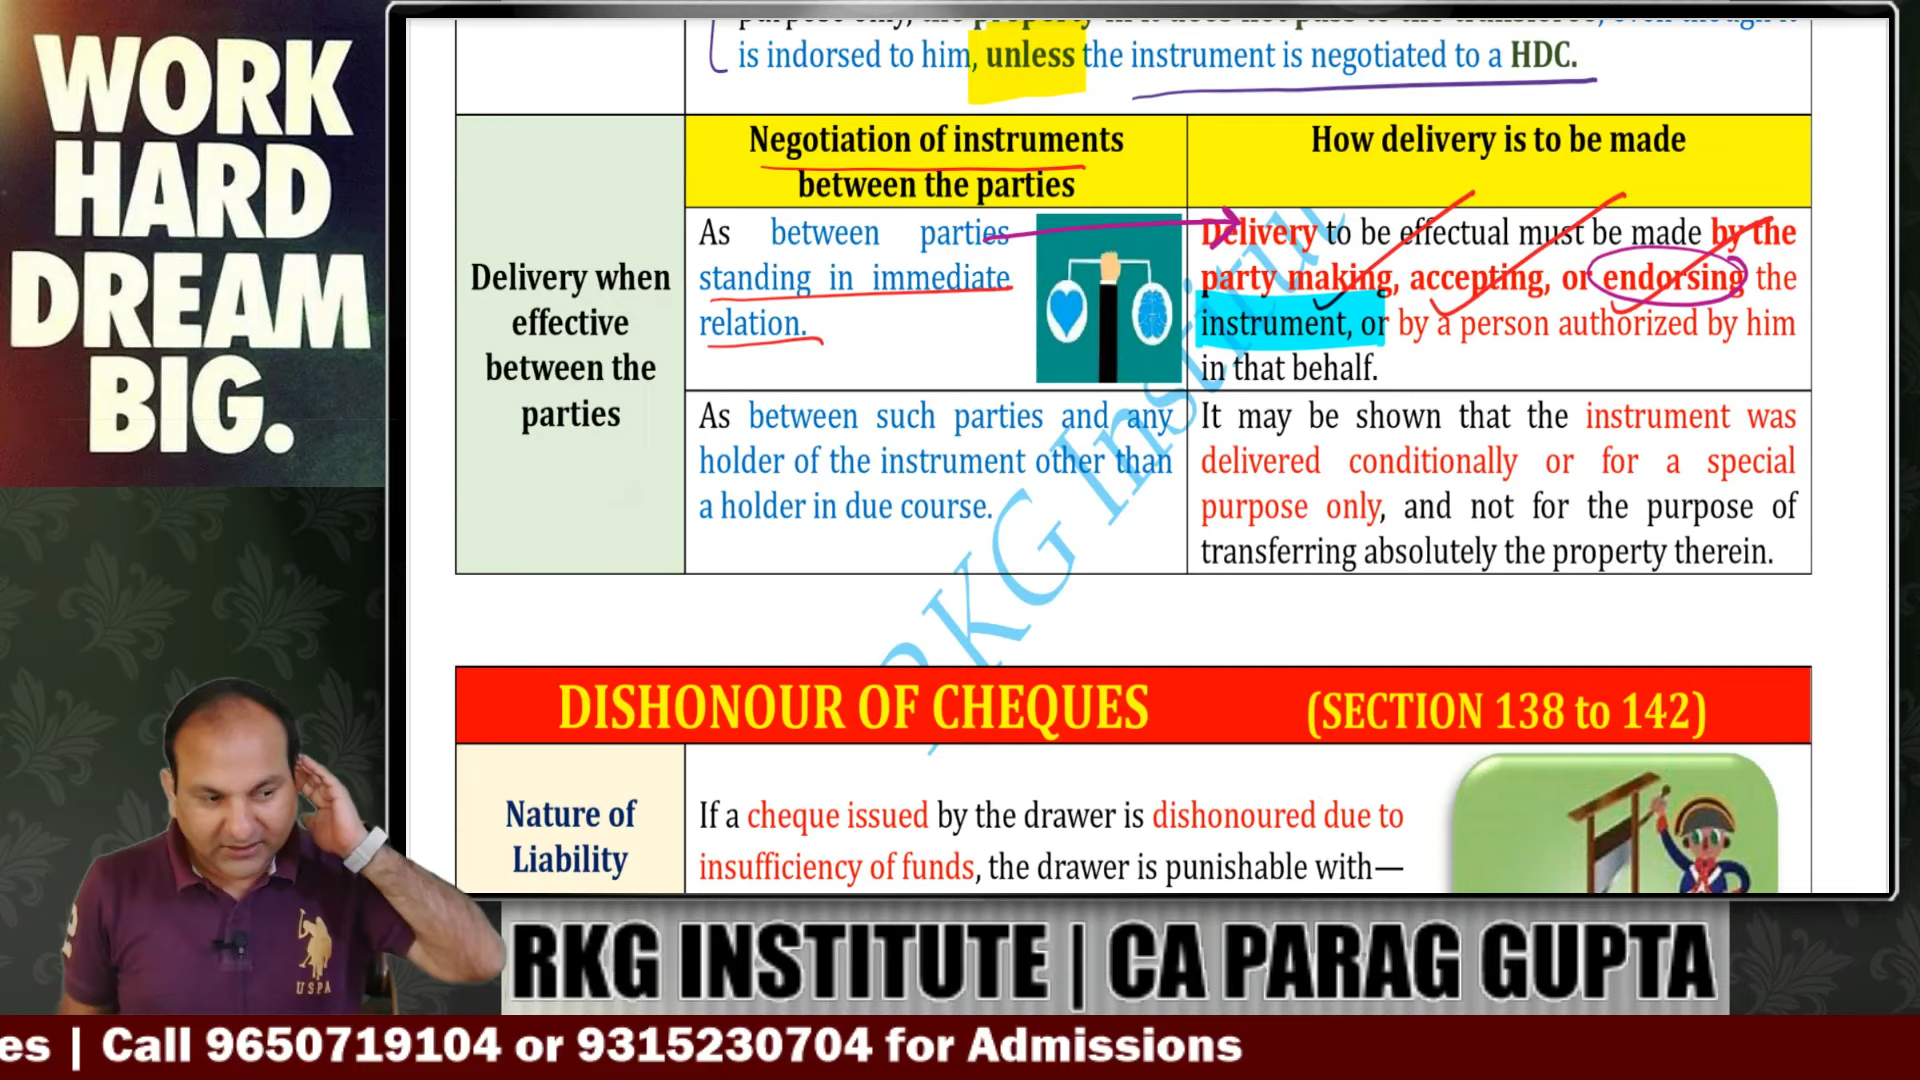 WORK
HARD
DREAM
BIG.
is indorsed to him, unless the instrument is negotiated to a HDC.
Delivery when
effective
between the
parties
Negotiation of instruments
between the parties
How delivery is to be made
As between parties
standing in immediate
relation.
Delivery to be effectual must be made by the
party making, accepting, or endorsing the
instrument, or by a person authorized by him
in that behalf.
As between such parties and any
holder of the instrument other than
a holder in due course.
It may be shown that the instrument was
delivered conditionally or for a special
purpose only, and not for the purpose of
transferring absolutely the property therein.
RKG Institu
DISHONOUR OF CHEQUES (SECTION 138 to 142)
Nature of
Liability
If a cheque issued by the drawer is dishonoured due to
insufficiency of funds, the drawer is punishable with—
USPA
RKG INSTITUTE | CA PARAG GUPTA
es | Call 9650719104 or 9315230704 for Admissions